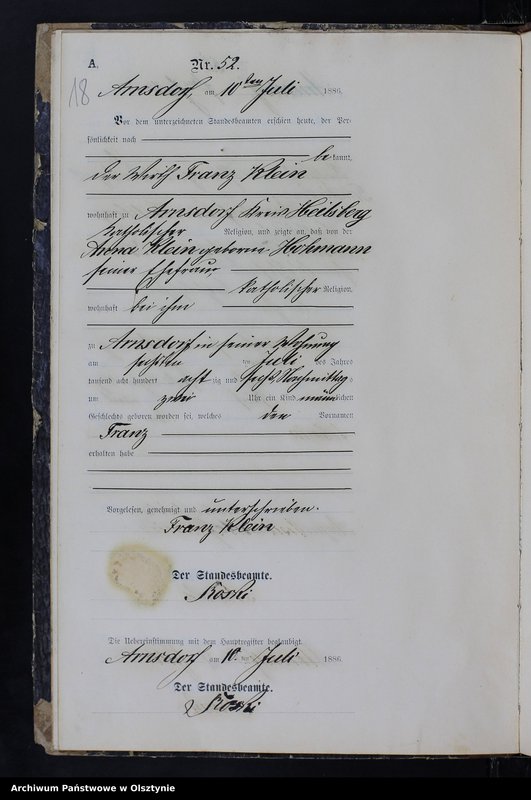 A.
Nr. 52.
18
Arnsdorf, am 10ten Juli 1886.
Vor dem unterzeichneten Standesbeamten erschien heute, der Per-
sönlichkeit nach
bekannt,
der Wirth Franz Klein
wohnhaft zu Arnsdorf Kreis Heilsberg
katholischer Religion, und zeigte an, daß von der
Anna Klein geborene Hohmann
seiner Ehefrau
katholischer Religion,
wohnhaft bei ihm
zu Arnsdorf in seiner Wohnung
am sechsten ten Juli des Jahres
tausend acht hundert achtzig und sechs Nachmittags
um zwei Uhr ein Kind männlichen
Geschlechts geboren worden sei, welches den Vornamen
Franz
erhalten habe
Vorgelesen, genehmigt und unterschrieben.
Franz Klein
Der Standesbeamte.
Die Uebereinstimmung mit dem Hauptregister beglaubigt.
Arnsdorf am 10. Juli 1886.
Der Standesbeamte.
Archiwum Państwowe w Olsztynie